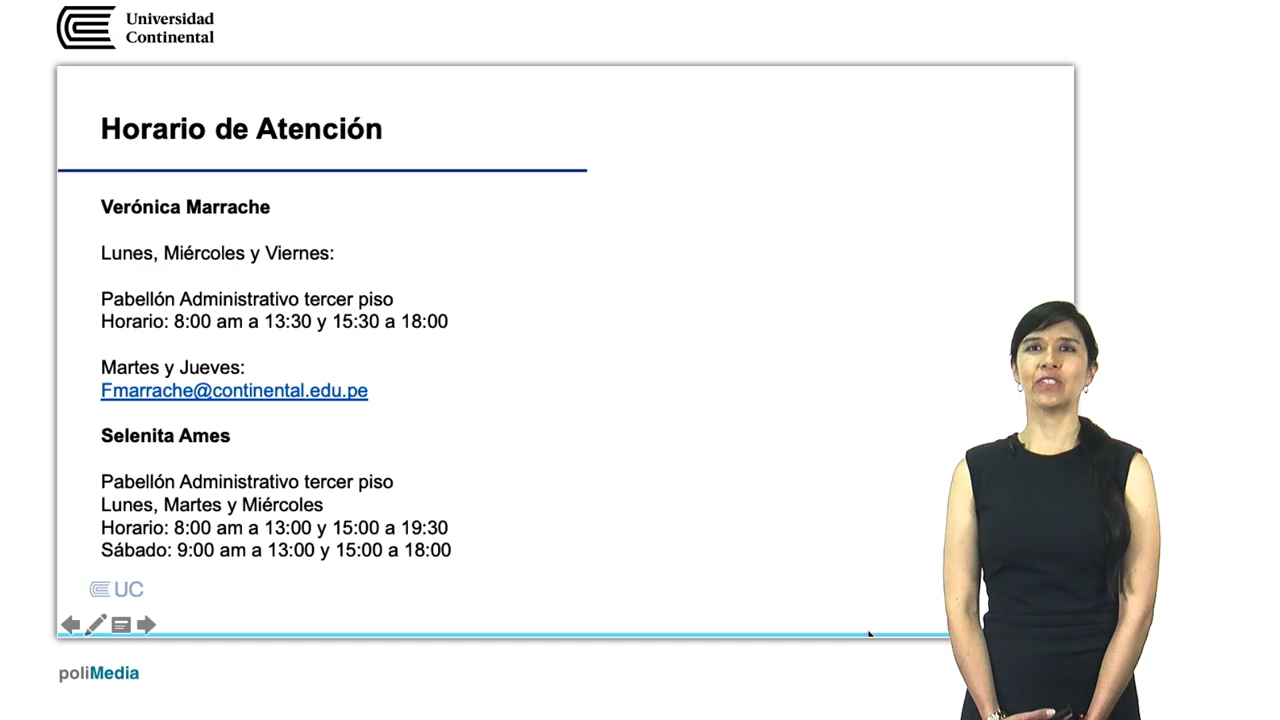 Universidad
Continental
Horario de Atención
Verónica Marrache
Lunes, Miércoles y Viernes:
Pabellón Administrativo tercer piso
Horario: 8:00 am a 13:30 y 15:30 a 18:00
Martes y Jueves:
Fmarrache@continental.edu.pe
Selenita Ames
Pabellón Administrativo tercer piso
Lunes, Martes y Miércoles
Horario: 8:00 am a 13:00 y 15:00 a 19:30
Sábado: 9:00 am a 13:00 y 15:00 a 18:00
UC
poliMedia